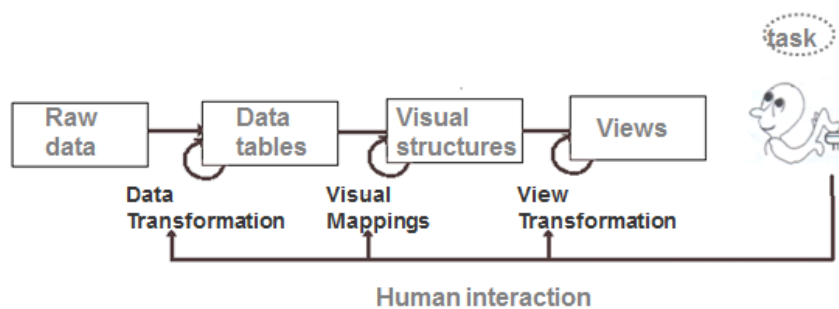 task
Raw
data
Data
tables
Visual
structures
Views
Data
Transformation
Visual
Mappings
View
Transformation
Human interaction